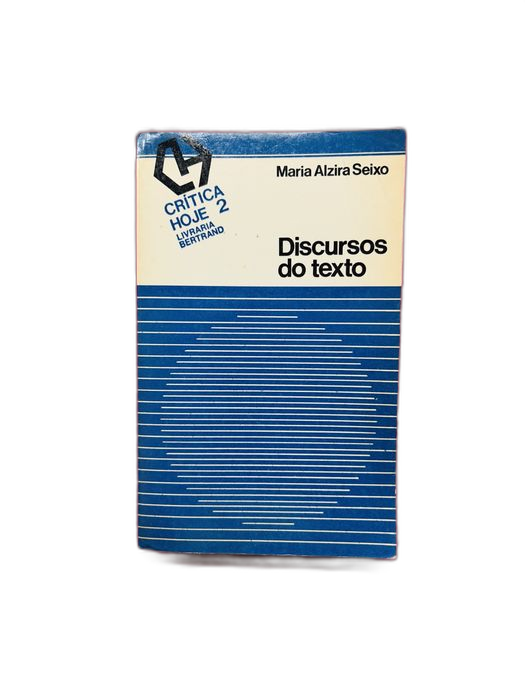 CRÍTICA
HOJE 2
LIVRARIA
BERTRAND
Maria Alzira Seixo
Discursos
do texto